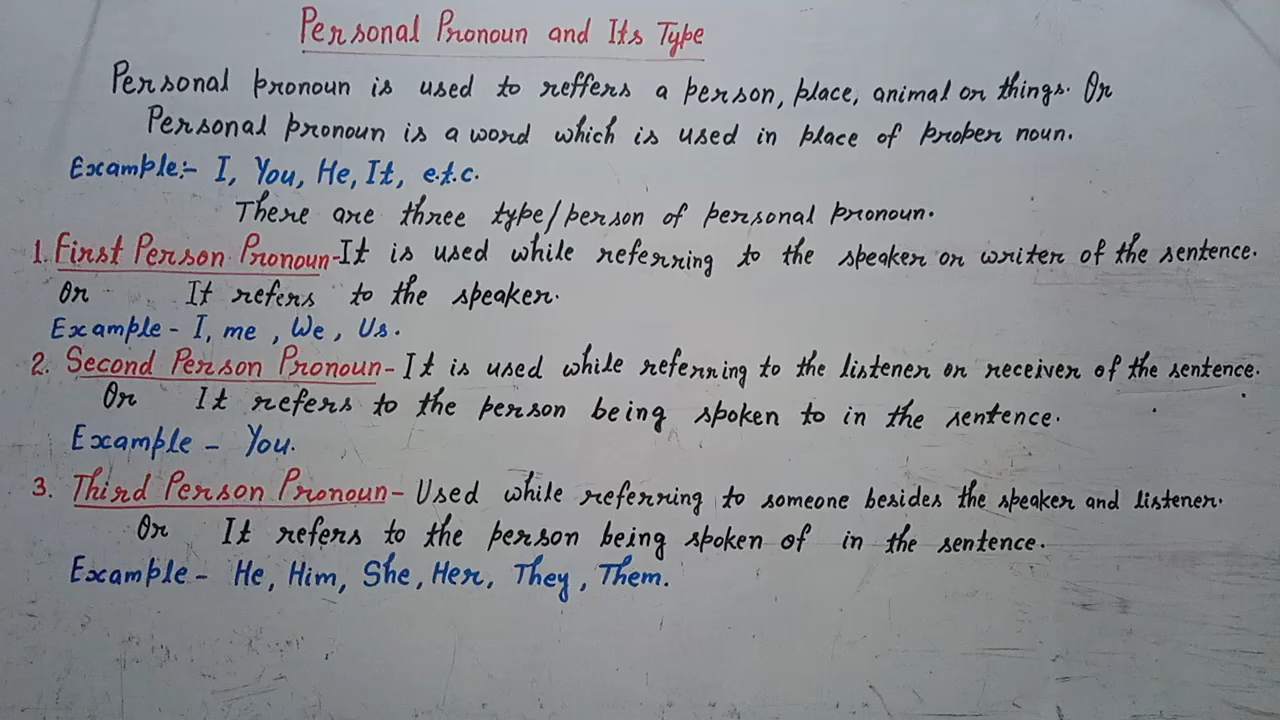 Personal Pronoun and Its Type
Personal pronoun is used to reffers a person, place, animal or things. Or
Personal pronoun is a word which is used in place of proper noun.
Example:- I, You, He, It, e.t.c.
There are three type/person of personal pronoun.
1. First Person Pronoun-It is used while referring to the speaker or writer of the sentence.
Or It refers to the speaker.
Example - I, me, We, Us.
2. Second Person Pronoun-It is used while referring to the listener or receiver of the sentence.
Or It refers to the person being spoken to in the sentence.
Example - You.
3. Third Person Pronoun- Used while referring to someone besides the speaker and listener.
Or It refers to the person being spoken of in the sentence.
Example - He, Him, She, Her, They, Them.